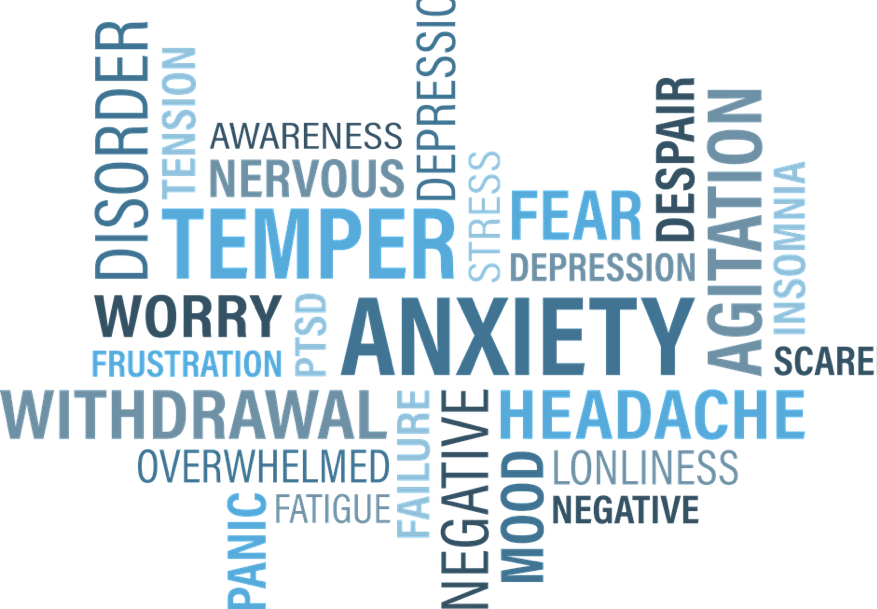 DISORDER
TENSION
AWARENESS
NERVOUS
DEPRESSIO
TEMPER
STRESS
FEAR
DEPRESSION
DESPAIR
AGITATION
INSOMNIA
WORRY
FRUSTRATION
PTSD
ANXIETY
SCARE
WITHDRAWAL
FAILURE
NEGATIVE
HEADACHE
OVERWHELMED
MOOD
LONLINESS
PANIC
FATIGUE
NEGATIVE